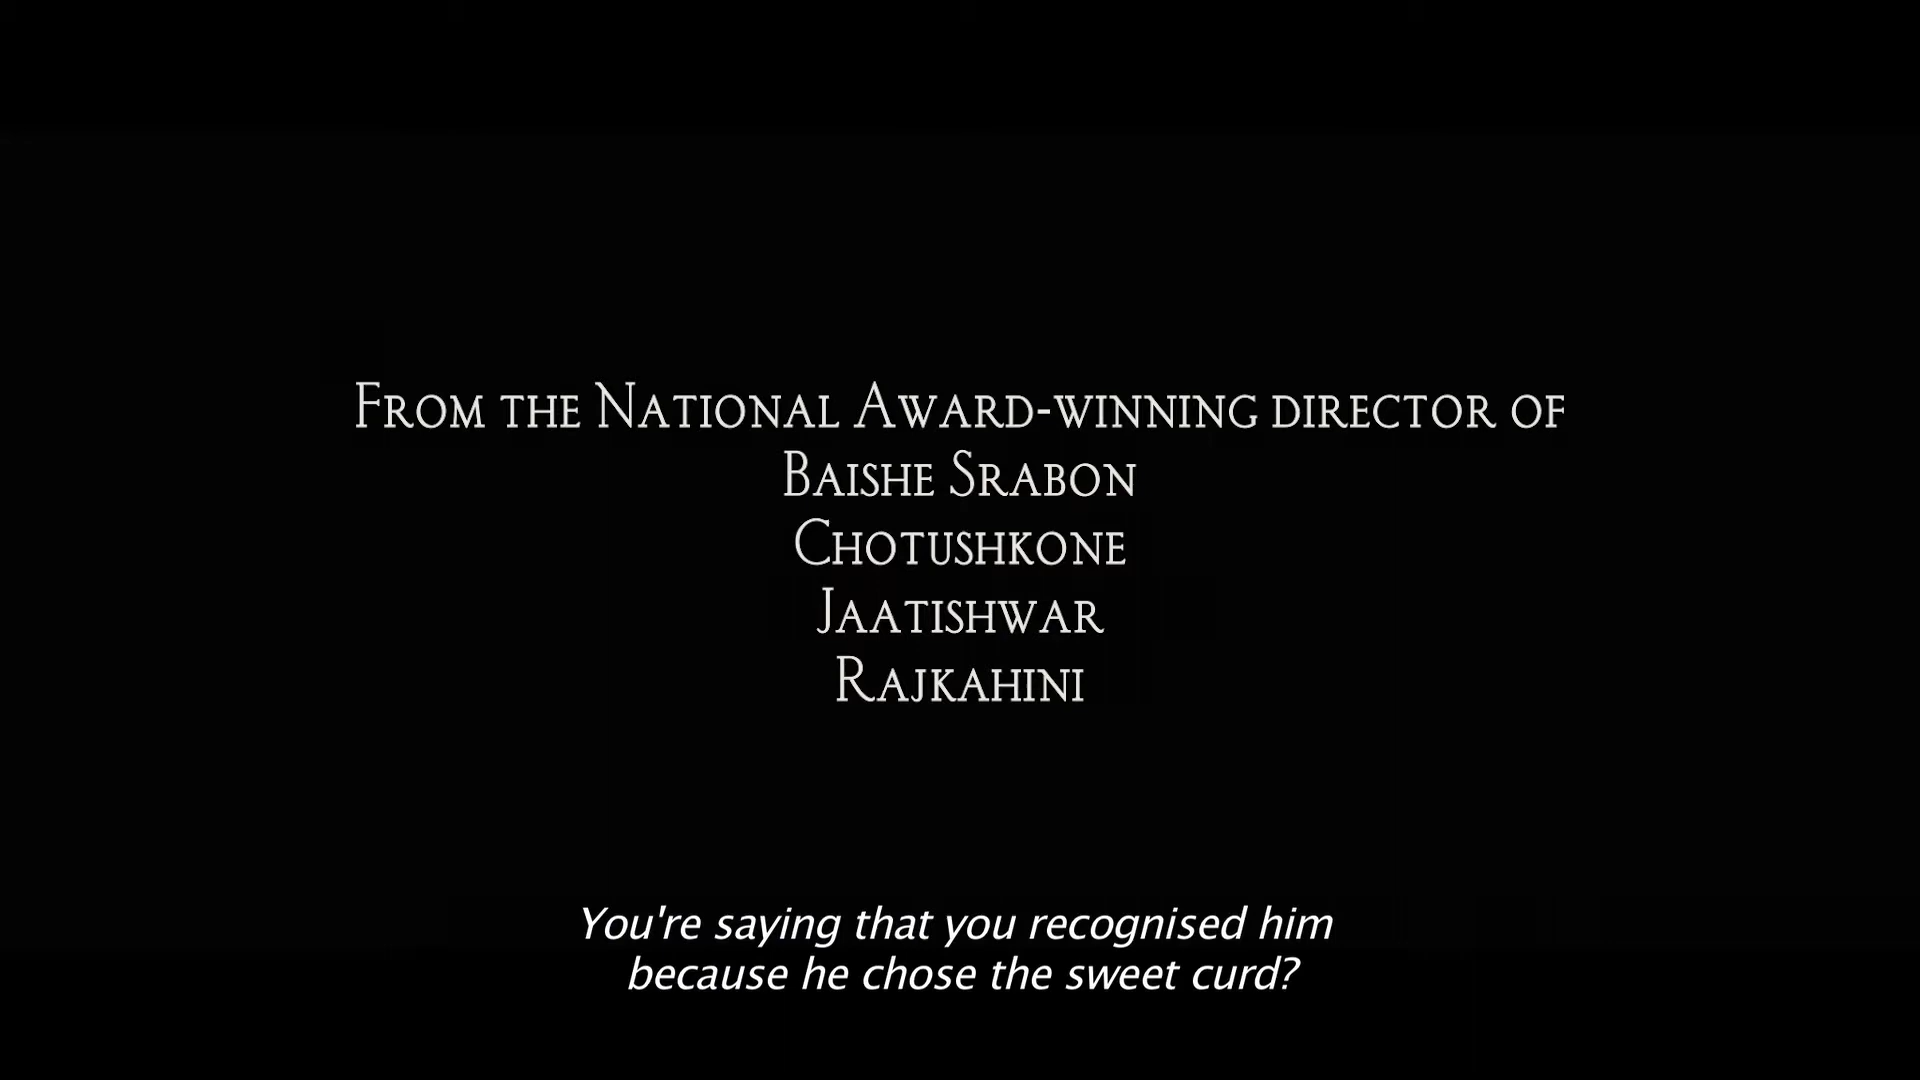 From the National Award-winning director of
Baishe Srabon
Chotushkone
Jaatishwar
Rajkahini
You're saying that you recognised him
because he chose the sweet curd?